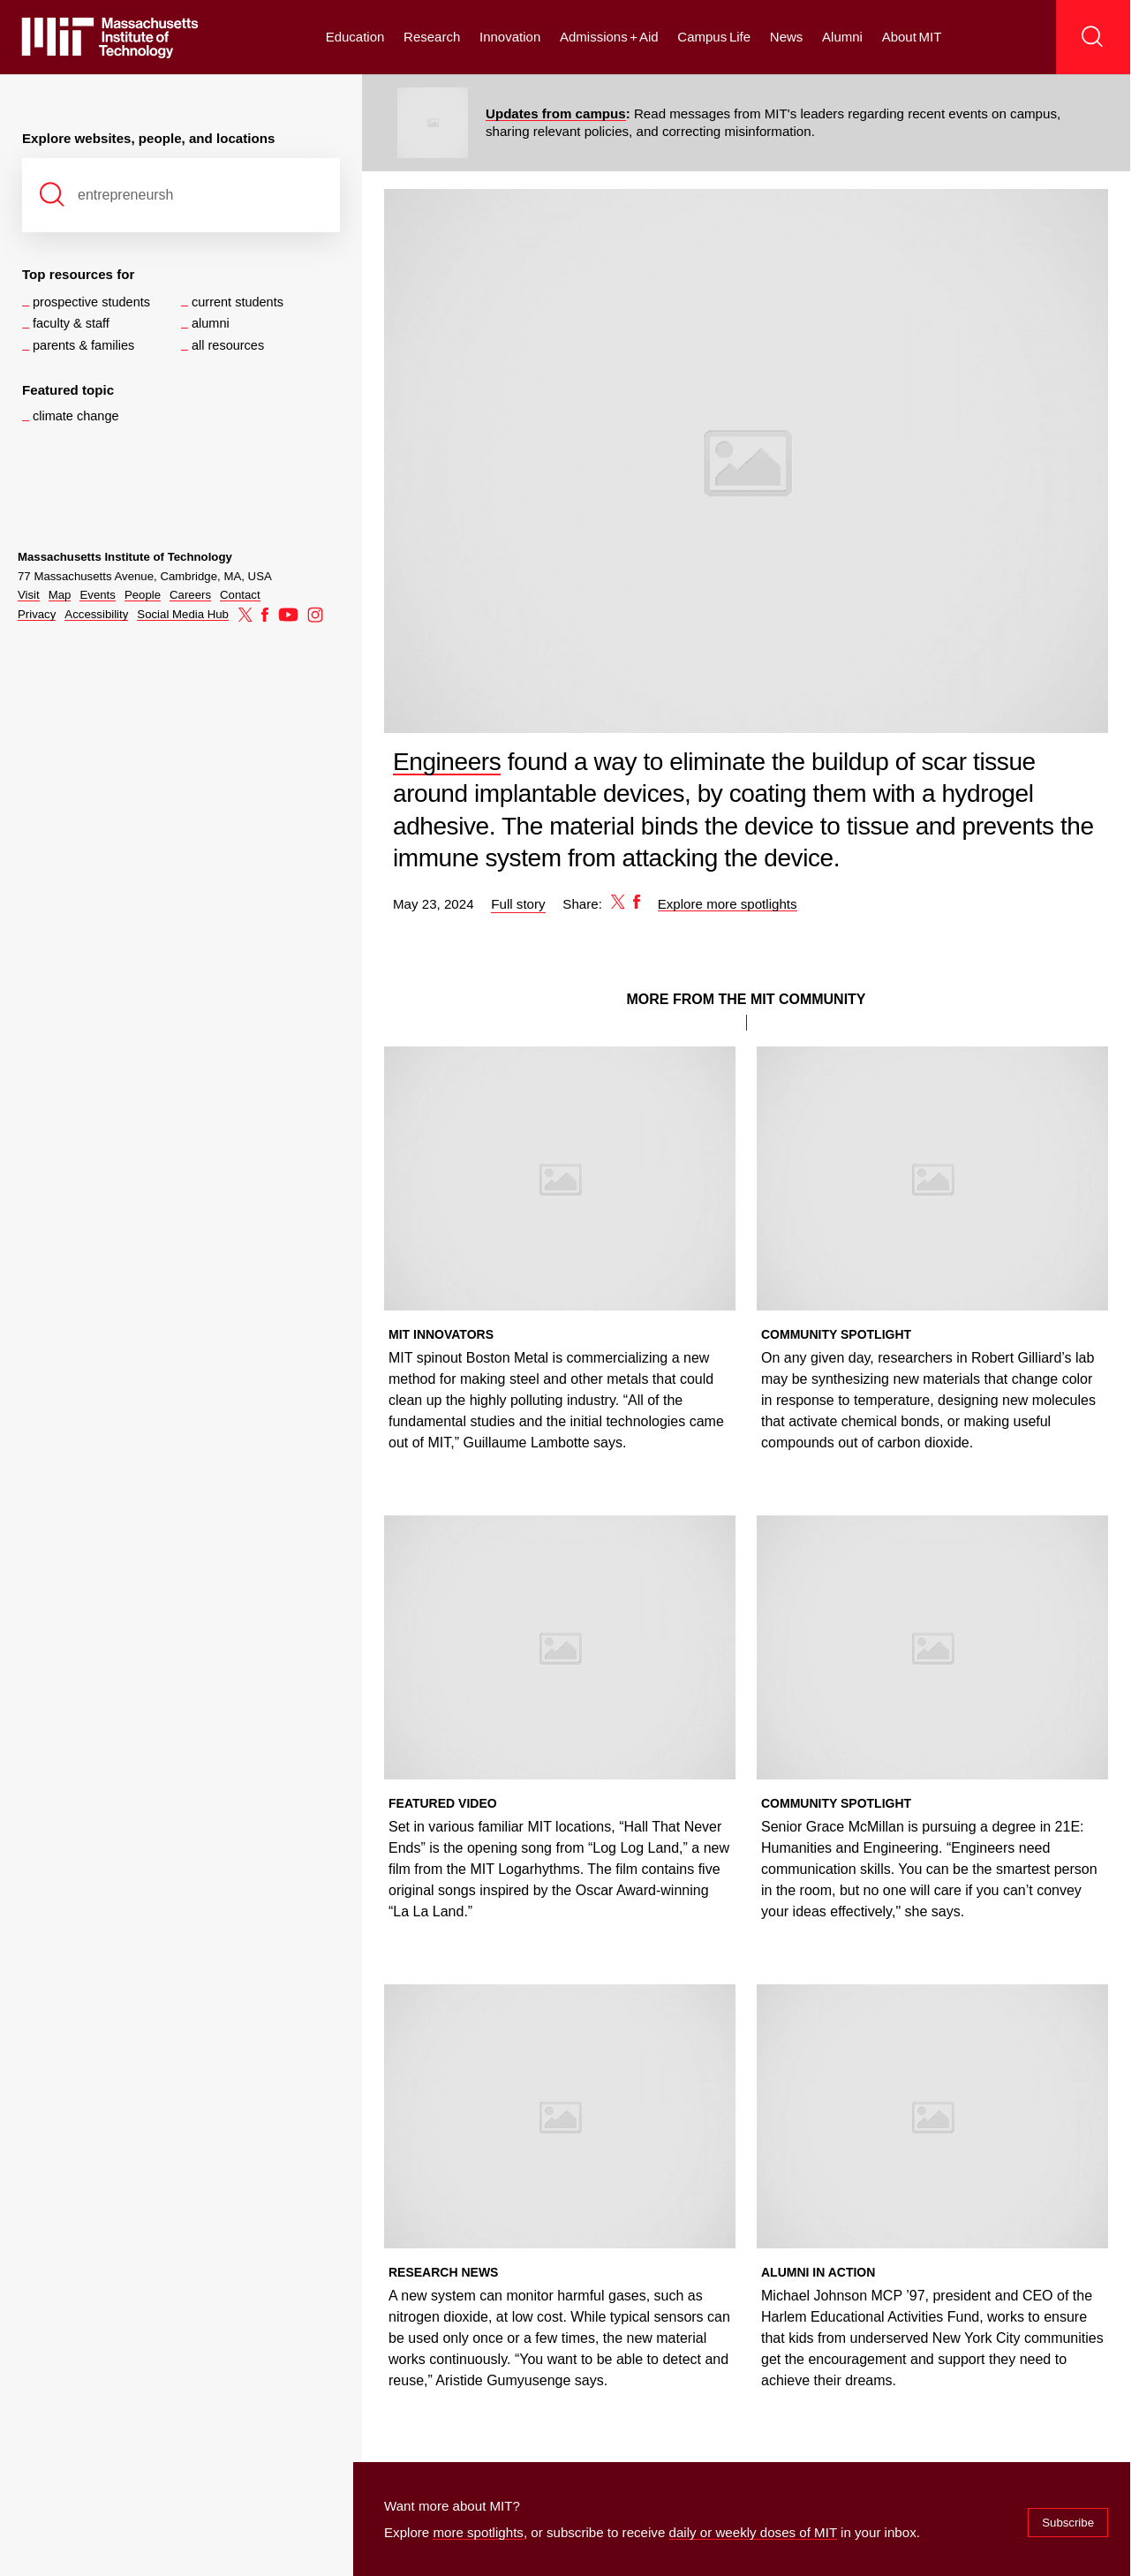 Massachusetts
Institute of
Technology
Education Research Innovation Admissions + Aid Campus Life News Alumni About MIT
Explore websites, people, and locations
entrepreneursh
Top resources for
prospective students
current students
faculty & staff
alumni
parents & families
all resources
Featured topic
climate change
Massachusetts Institute of Technology
77 Massachusetts Avenue, Cambridge, MA, USA
Visit Map Events People Careers Contact
Privacy Accessibility Social Media Hub
Updates from campus: Read messages from MIT's leaders regarding recent events on campus,
sharing relevant policies, and correcting misinformation.
Engineers found a way to eliminate the buildup of scar tissue
around implantable devices, by coating them with a hydrogel
adhesive. The material binds the device to tissue and prevents the
immune system from attacking the device.
May 23, 2024 Full story Share: Explore more spotlights
MORE FROM THE MIT COMMUNITY
MIT INNOVATORS
MIT spinout Boston Metal is commercializing a new
method for making steel and other metals that could
clean up the highly polluting industry. “All of the
fundamental studies and the initial technologies came
out of MIT,” Guillaume Lambotte says.
COMMUNITY SPOTLIGHT
On any given day, researchers in Robert Gilliard’s lab
may be synthesizing new materials that change color
in response to temperature, designing new molecules
that activate chemical bonds, or making useful
compounds out of carbon dioxide.
FEATURED VIDEO
Set in various familiar MIT locations, “Hall That Never
Ends” is the opening song from “Log Log Land,” a new
film from the MIT Logarhythms. The film contains five
original songs inspired by the Oscar Award-winning
“La La Land.”
COMMUNITY SPOTLIGHT
Senior Grace McMillan is pursuing a degree in 21E:
Humanities and Engineering. “Engineers need
communication skills. You can be the smartest person
in the room, but no one will care if you can’t convey
your ideas effectively," she says.
RESEARCH NEWS
A new system can monitor harmful gases, such as
nitrogen dioxide, at low cost. While typical sensors can
be used only once or a few times, the new material
works continuously. “You want to be able to detect and
reuse,” Aristide Gumyusenge says.
ALUMNI IN ACTION
Michael Johnson MCP ’97, president and CEO of the
Harlem Educational Activities Fund, works to ensure
that kids from underserved New York City communities
get the encouragement and support they need to
achieve their dreams.
Want more about MIT?
Explore more spotlights, or subscribe to receive daily or weekly doses of MIT in your inbox.
Subscribe